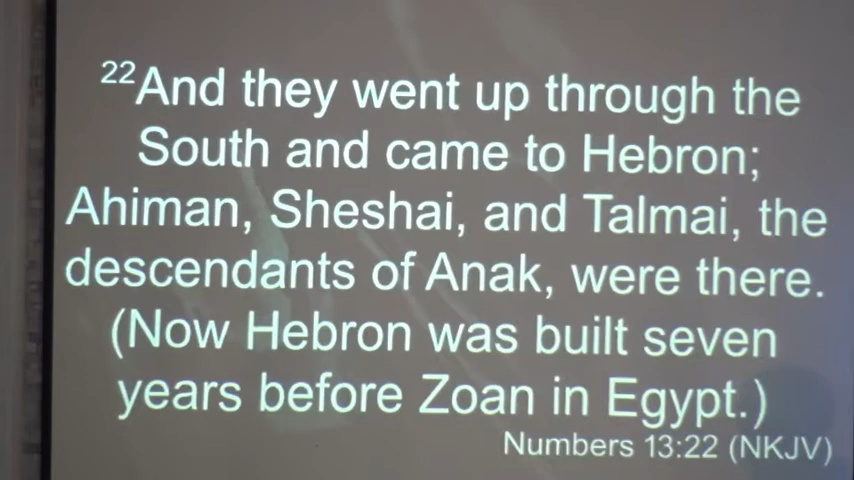 22And they went up through the
South and came to Hebron;
Ahiman, Sheshai, and Talmai, the
descendants of Anak, were there.
(Now Hebron was built seven
years before Zoan in Egypt.)
Numbers 13:22 (NKJV)